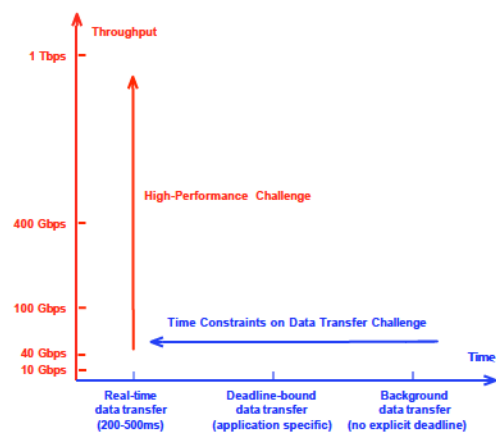 Throughput
1 Tbps
High-Performance Challenge
400 Gbps
100 Gbps
Time Constraints on Data Transfer Challenge
40 Gbps
Time
10 Gbps
Real-time
data transfer
(200-500ms)
Deadline-bound
data transfer
(application specific)
Background
data transfer
(no explicit deadline)